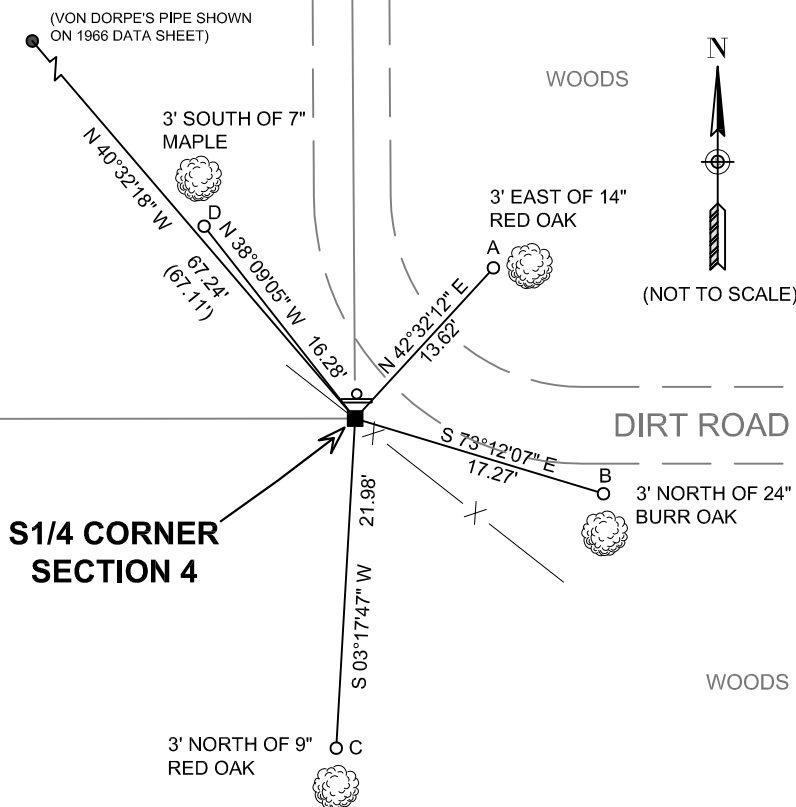 (VON DORPE'S PIPE SHOWN
ON 1966 DATA SHEET)
N
WOODS
3' SOUTH OF 7"
MAPLE
3' EAST OF 14"
RED OAK
D
A
N 40°32'18" W
67.24'
(67.11')
N 38°09'05" W
16.28'
N 42°32'12" E
13.62'
(NOT TO SCALE)
DIRT ROAD
S 73°12'07" E
17.27'
B
3' NORTH OF 24"
BURR OAK
S1/4 CORNER
SECTION 4
21.98'
S 03°17'47" W
WOODS
3' NORTH OF 9"
RED OAK
C